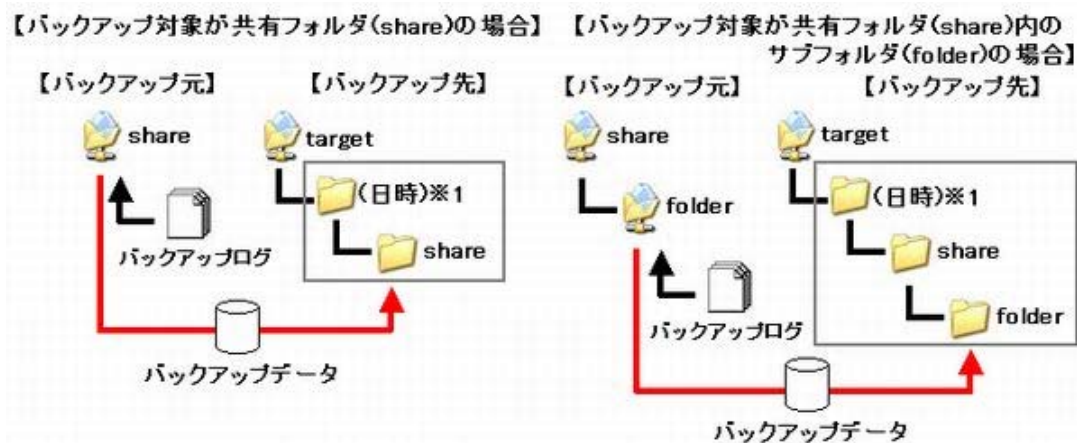 【バックアップ対象が共有フォルダ(share)の場合】
【バックアップ元】
【バックアップ先】
share
target
(日時)※1
share
バックアップログ
バックアップデータ
【バックアップ対象が共有フォルダ(share)内の
サブフォルダ(folder)の場合】
【バックアップ元】
【バックアップ先】
share
target
folder
(日時)※1
share
folder
バックアップログ
バックアップデータ